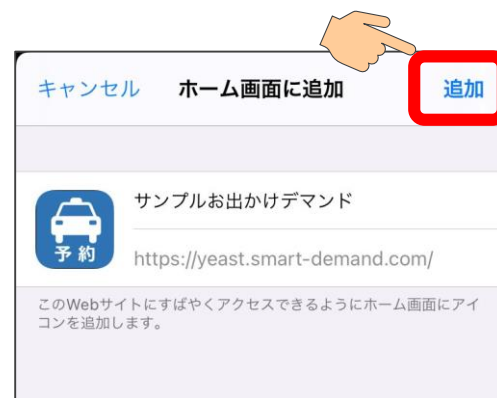 キャンセル ホーム画面に追加 追加
サンプルお出かけデマンド
予約
https://yeast.smart-demand.com/
このWebサイトにすばやくアクセスできるようにホーム画面にアイ
コンを追加します。